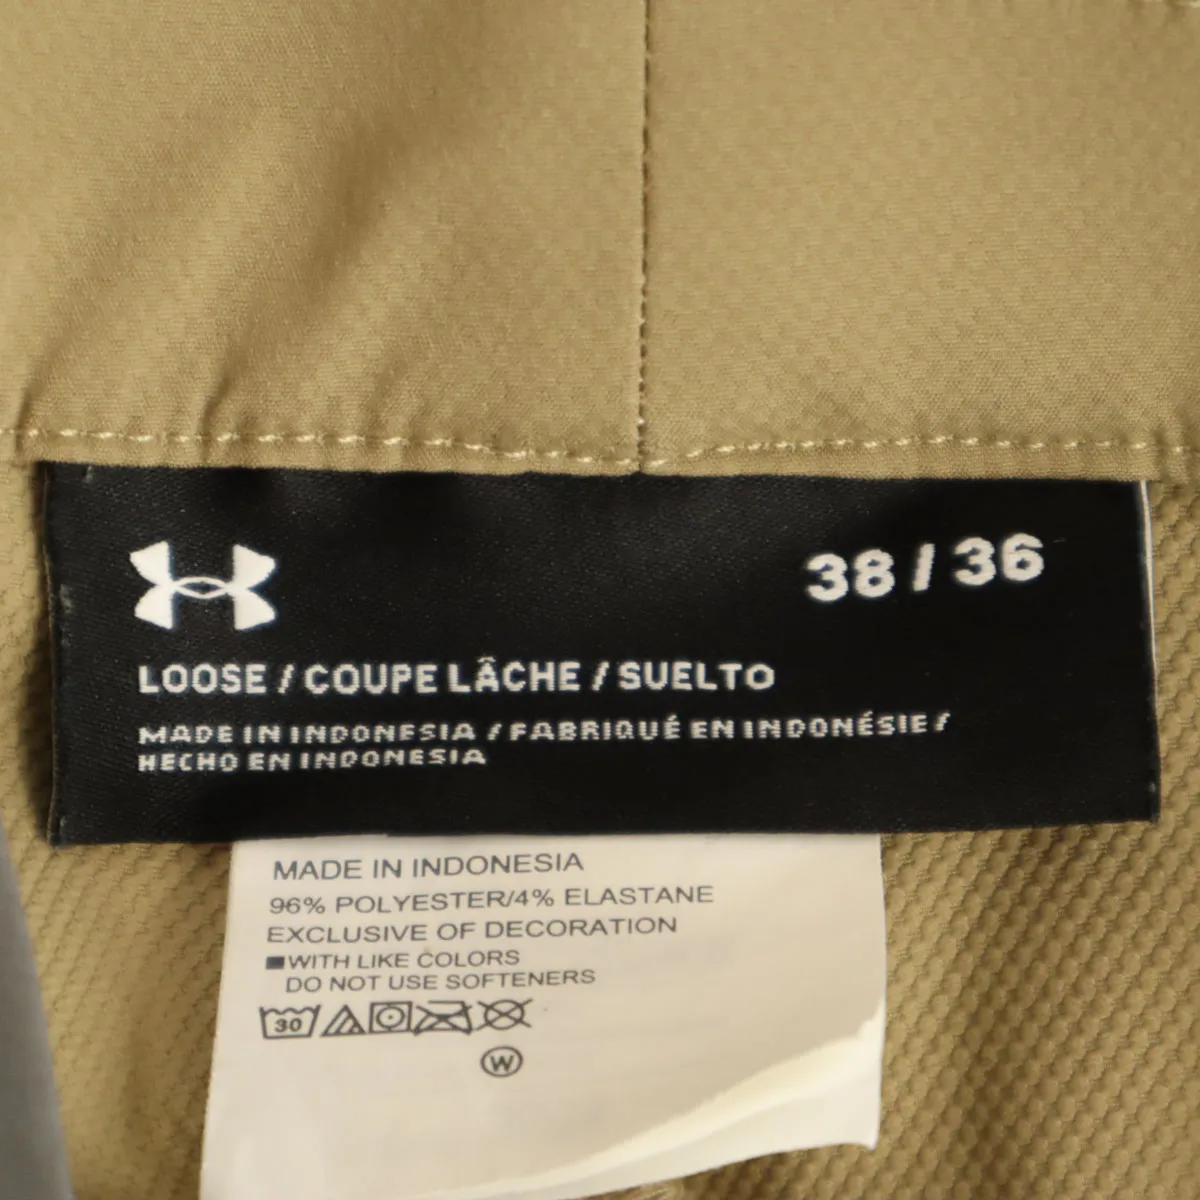 38 / 36
LOOSE / COUPE LÂCHE / SUELTO
MADE IN INDONESIA / FABRIQUÉ EN INDONÉSIE /
HECHO EN INDONESIA
MADE IN INDONESIA
96% POLYESTER/4% ELASTANE
EXCLUSIVE OF DECORATION
WITH LIKE COLORS
DO NOT USE SOFTENERS
30
W